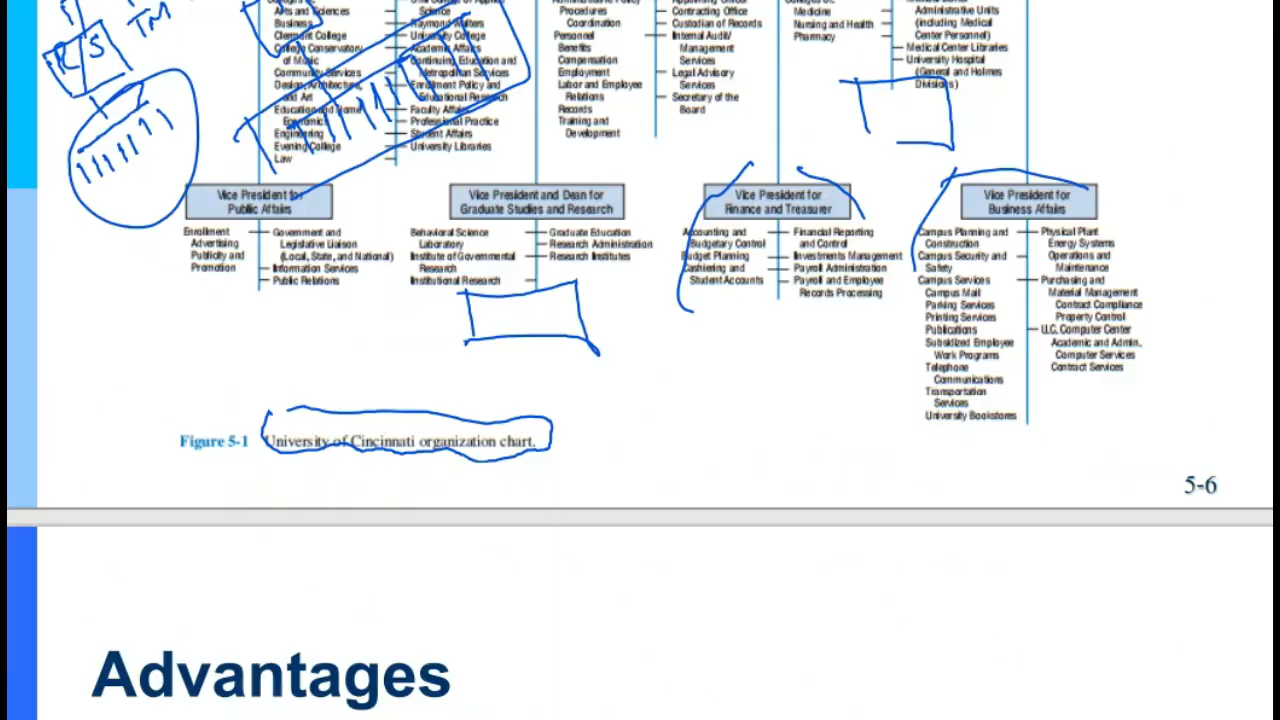 R/S
TM
Arts and Sciences
Business
Clermont College
College Conservatory
of Music
Community Services
Design, Architecture,
and Art
Education and Home
Economics
Engineering
Evening College
Law
Science
Raymond Walters
University College
Academic Affairs
Continuing Education and
Metropolitan Services
Enrollment Policy and
Educational Research
Faculty Affairs
Professional Practice
Student Affairs
University Libraries
Procedures
Coordination
Personnel
Benefits
Compensation
Employment
Labor and Employee
Relations
Records
Training and
Development
Contracting Office
Custodian of Records
Internal Audit/
Management
Services
Legal Advisory
Services
Secretary of the
Board
Medicine
Nursing and Health
Pharmacy
Administrative Units
(including Medical
Center Personnel)
Medical Center Libraries
University Hospital
(General and Holmes
Divisions)
Vice President for
Public Affairs
Enrollment
Advertising
Publicity and
Promotion
Government and
Legislative Liaison
(Local, State, and National)
Information Services
Public Relations
Vice President and Dean for
Graduate Studies and Research
Behavioral Science
Laboratory
Institute of Governmental
Research
Institutional Research
Graduate Education
Research Administration
Research Institutes
Vice President for
Finance and Treasurer
Accounting and
Budgetary Control
Budget Planning
Cashiering and
Student Accounts
Financial Reporting
and Control
Investments Management
Payroll Administration
Payroll and Employee
Records Processing
Vice President for
Business Affairs
Campus Planning and
Construction
Campus Security and
Safety
Campus Services
Campus Mail
Parking Services
Printing Services
Publications
Subsidized Employee
Work Programs
Telephone
Communications
Transportation
Services
University Bookstores
Physical Plant
Energy Systems
Operations and
Maintenance
Purchasing and
Material Management
Contract Compliance
Property Control
U.C. Computer Center
Academic and Admin.
Computer Services
Contract Services
Figure 5-1 University of Cincinnati organization chart.
5-6
Advantages